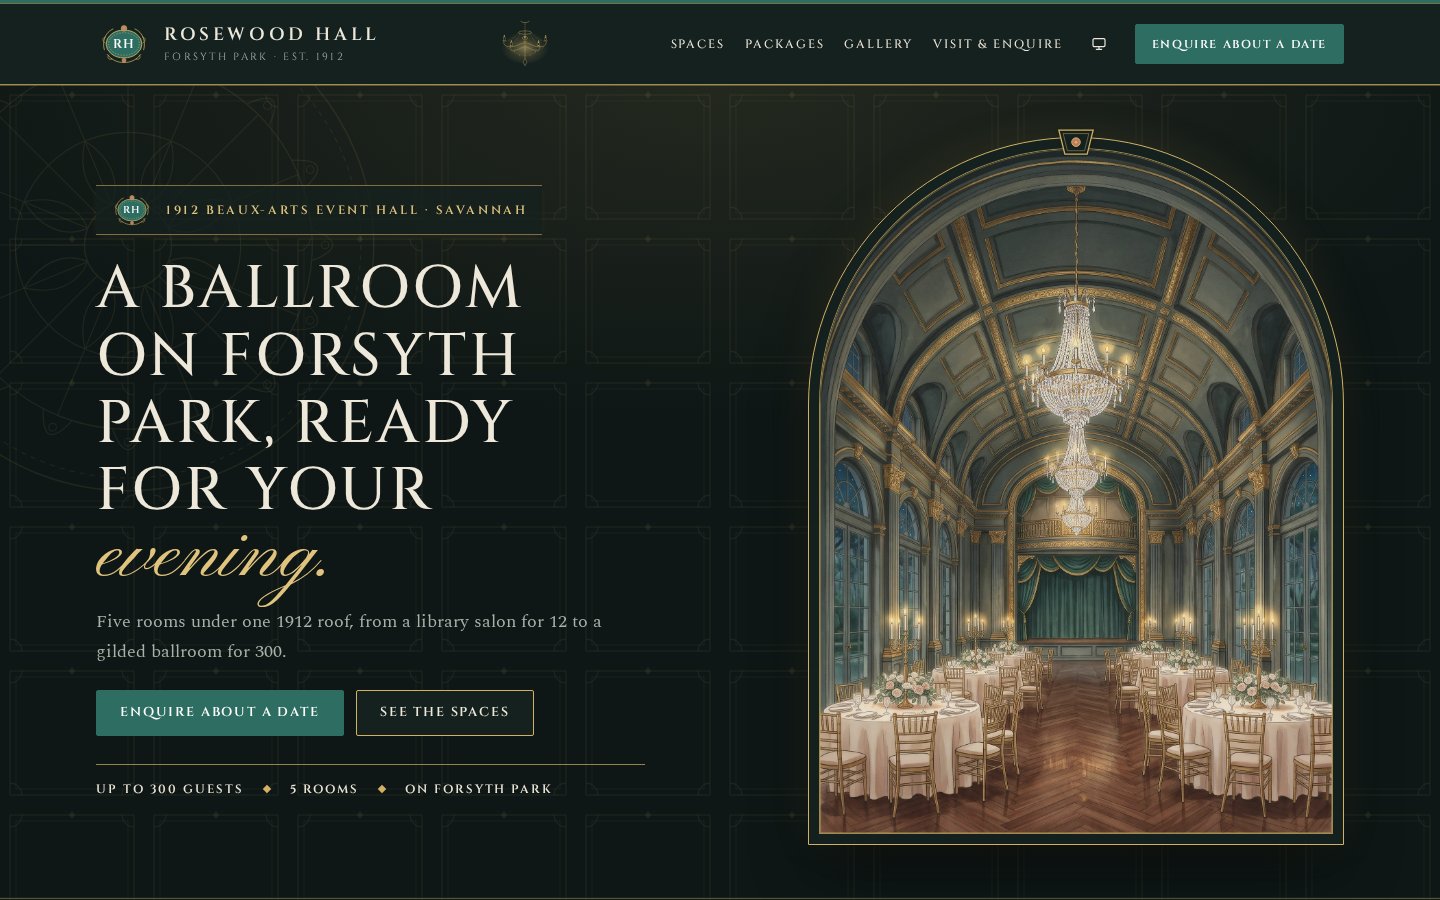 RH
ROSEWOOD HALL
FORSYTH PARK · EST. 1912
SPACES PACKAGES GALLERY VISIT & ENQUIRE
ENQUIRE ABOUT A DATE
RH
1912 BEAUX-ARTS EVENT HALL · SAVANNAH
A BALLROOM
ON FORSYTH
PARK, READY
FOR YOUR
evening.
Five rooms under one 1912 roof, from a library salon for 12 to a
gilded ballroom for 300.
ENQUIRE ABOUT A DATE
SEE THE SPACES
UP TO 300 GUESTS ◆ 5 ROOMS ◆ ON FORSYTH PARK